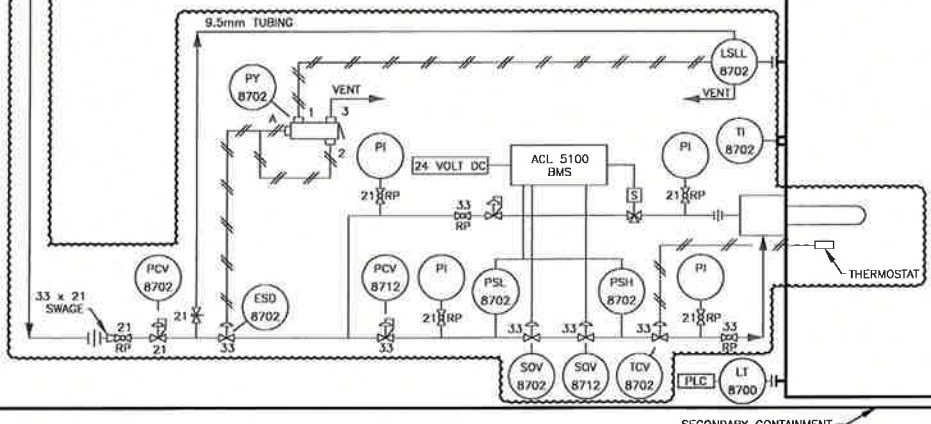 9.5mm TUBING
LSLL
8702
PY
8702
VENT
VENT
1
3
A
2
PI
24 VOLT DC
ACL 5100
BMS
PI
TI
8702
S
21
RP
21
RP
33
RP
THERMOSTAT
PCV
8702
ESD
8702
PCV
8712
PI
PSL
8702
PSH
8702
PI
33 x 21
SWAGE
21
RP
21
21
33
33
21
RP
33
33
33
21
RP
33
RP
SOV
8702
SOV
8712
TCV
8702
PLC
LT
8700
SECONDARY CONTAINMENT